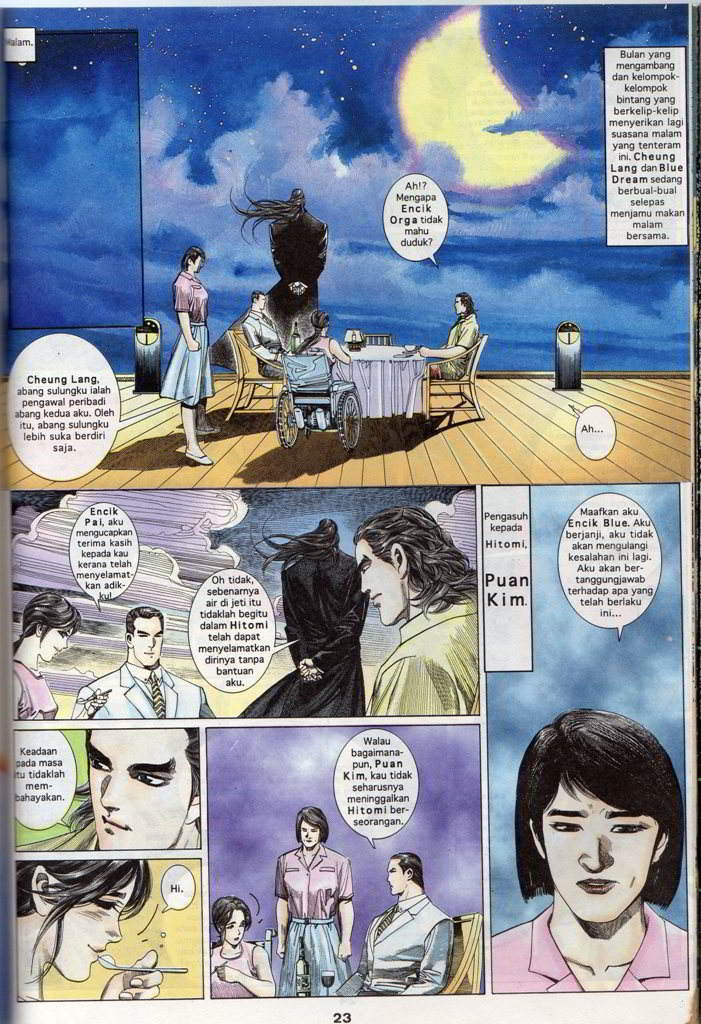 Malam.
Bulan yang
mengambang
dan kelompok-
kelompok
bintang yang
berkelip-kelip
menyerikan lagi
suasana malam
yang tenteram
ini. Cheung
Lang dan Blue
Dream sedang
berbual-bual
selepas
menjamu makan
malam
bersama.
Ah!?
Mengapa
Encik
Orga tidak
mahu
duduk?
Cheung Lang,
abang sulungku ialah
pengawal peribadi
abang kedua aku. Oleh
itu, abang sulungku
lebih suka berdiri
saja.
Ah...
Encik
Pai, aku
mengucapkan
terima kasih
kepada kau
kerana telah
menyelamat-
kan adik-
ku!
Oh tidak,
sebenarnya
air di jeti itu
tidaklah begitu
dalam Hitomi
telah dapat
menyelamatkan
dirinya tanpa
bantuan
aku.
Pengasuh
kepada
Hitomi,
Puan
Kim.
Maafkan aku
Encik Blue. Aku
berjanji, aku tidak
akan mengulangi
kesalahan ini lagi.
Aku akan ber-
tanggungjawab
terhadap apa yang
telah berlaku
ini...
Keadaan
pada masa
itu tidaklah
mem-
bahayakan.
Hi.
Walau
bagaimana-
pun, Puan
Kim, kau tidak
seharusnya
meninggalkan
Hitomi ber-
seorangan.
23